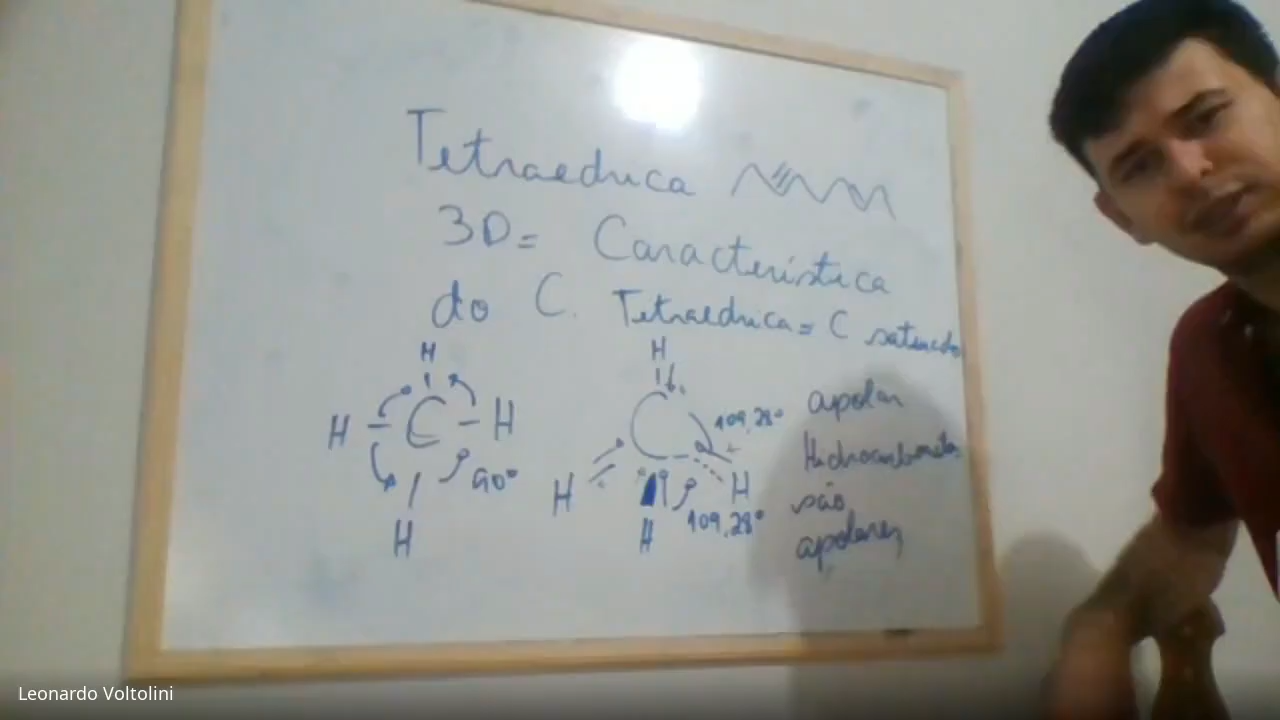 Tetraedrica
3D = Característica
do C. Tetraedrica = C saturado
H
H C H
90°
H
H
C
109,28°
H H
109,28°
H
apolar
Hidrocarbonetos
são
apolares
Leonardo Voltolini